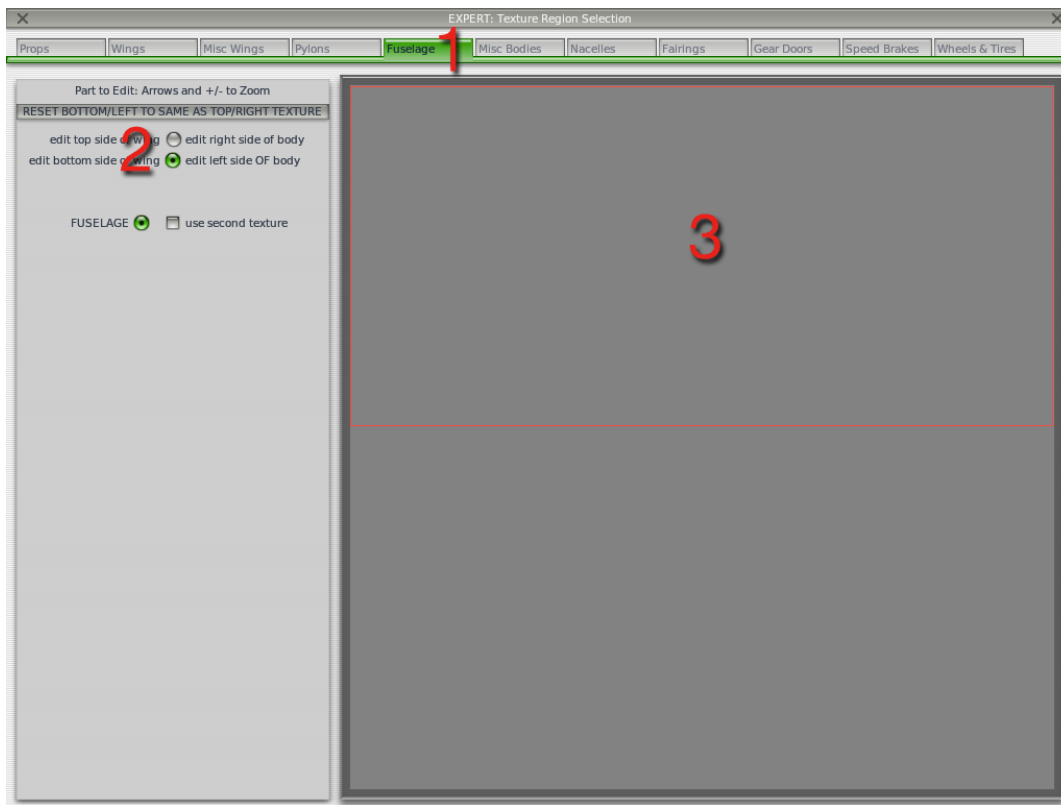 EXPERT: Texture Region Selection
Props Wings Misc Wings Pylons Fuselage Misc Bodies Nacelles Fairings Gear Doors Speed Brakes Wheels & Tires
1
Part to Edit: Arrows and +/- to Zoom
RESET BOTTOM/LEFT TO SAME AS TOP/RIGHT TEXTURE
edit top side of wing edit right side of body
edit bottom side of wing edit left side OF body
2
FUSELAGE use second texture
3